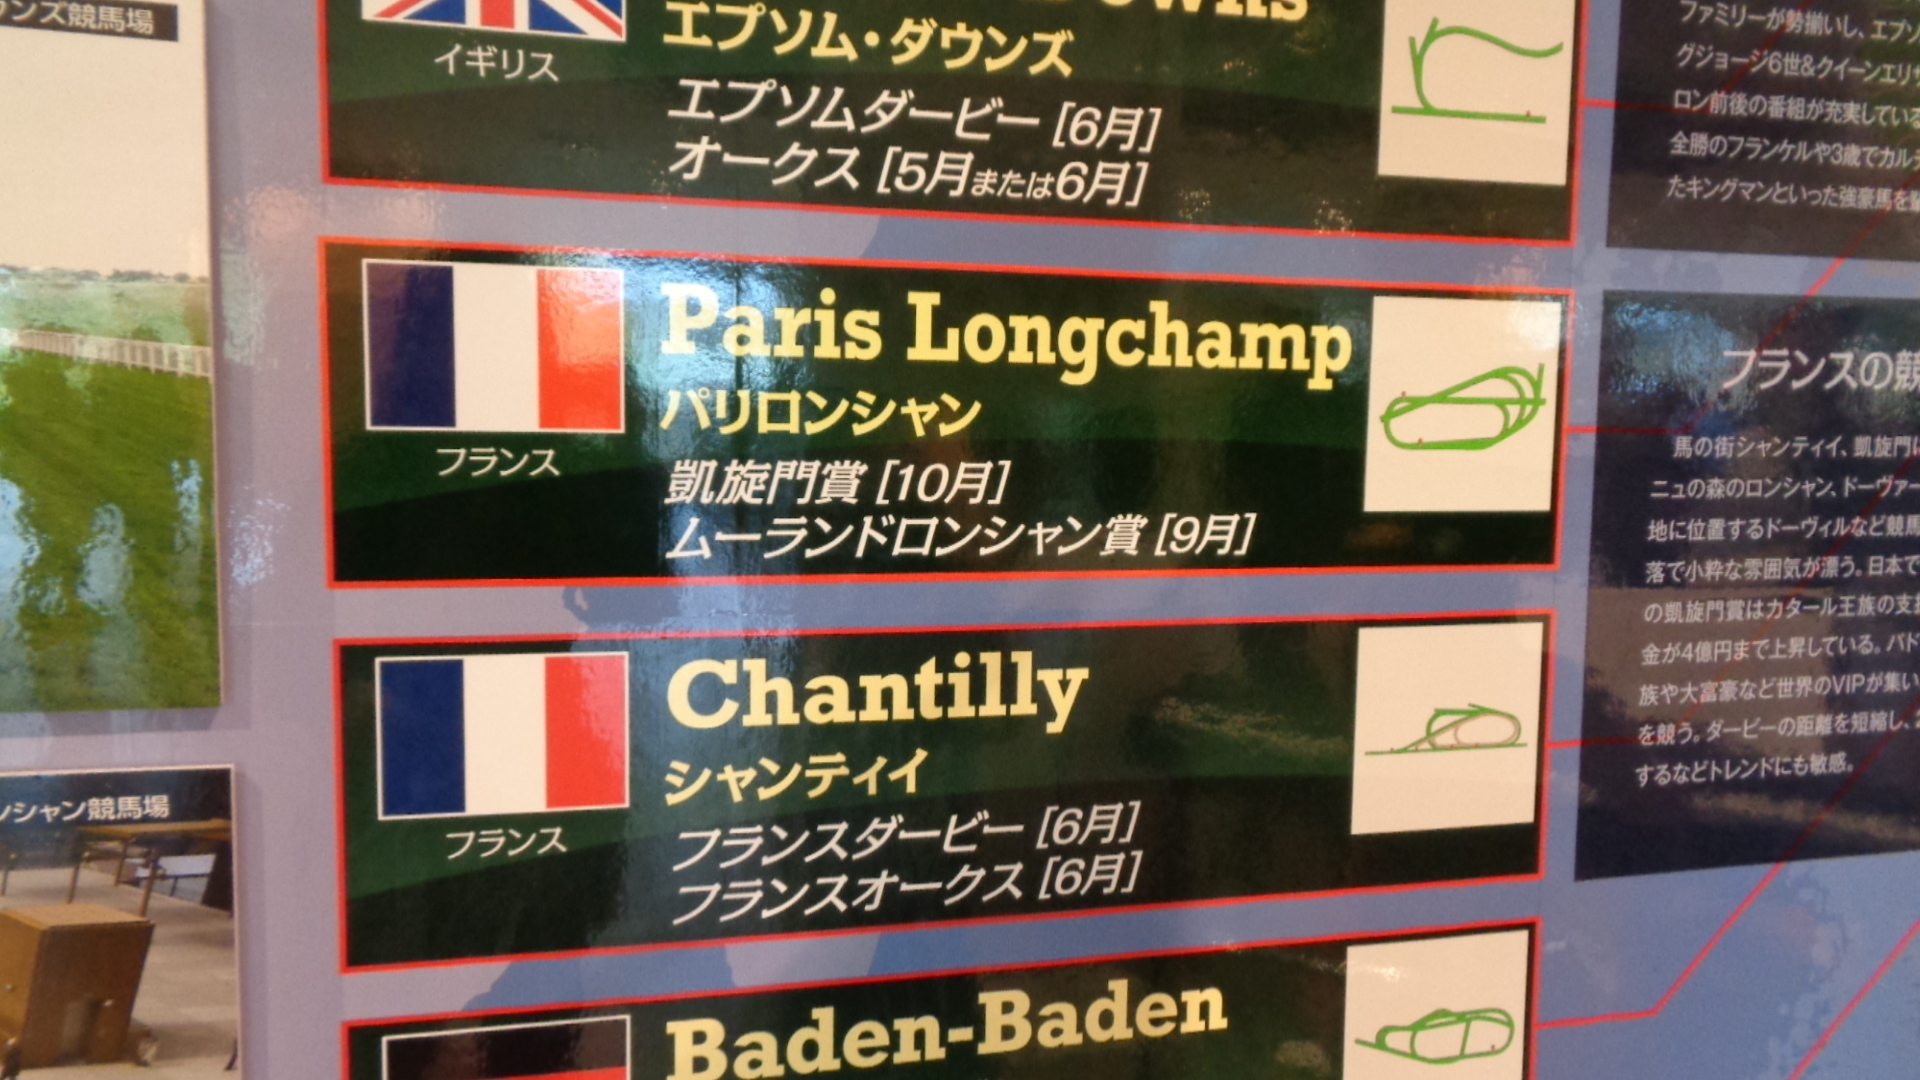 ウンズ競馬場
イギリス
Downs
エプソム・ダウンズ
エプソムダービー [6月]
オークス [5月または6月]
ファミリーが勢揃いし、エプソ
グジョージ6世&クイーンエリザ
ロン前後の番組が充実している
全勝のフランケルや3歳でカルテ
たキングマンといった強豪馬を
フランス
Paris Longchamp
パリロンシャン
凱旋門賞 [10月]
ムーランドロンシャン賞 [9月]
フランスの競
馬の街シャンティイ、凱旋門
ニュの森のロンシャン、ドーヴァー
地に位置するドーヴィルなど競馬
落で小粋な雰囲気が漂う。日本で
の凱旋門賞はカタール王族の支
金が4億円まで上昇している。バド
族や大富豪など世界のVIPが集い
を競う。ダービーの距離を短縮し、
するなどトレンドにも敏感。
ンシャン競馬場
フランス
Chantilly
シャンティイ
フランスダービー [6月]
フランスオークス [6月]
Baden-Baden